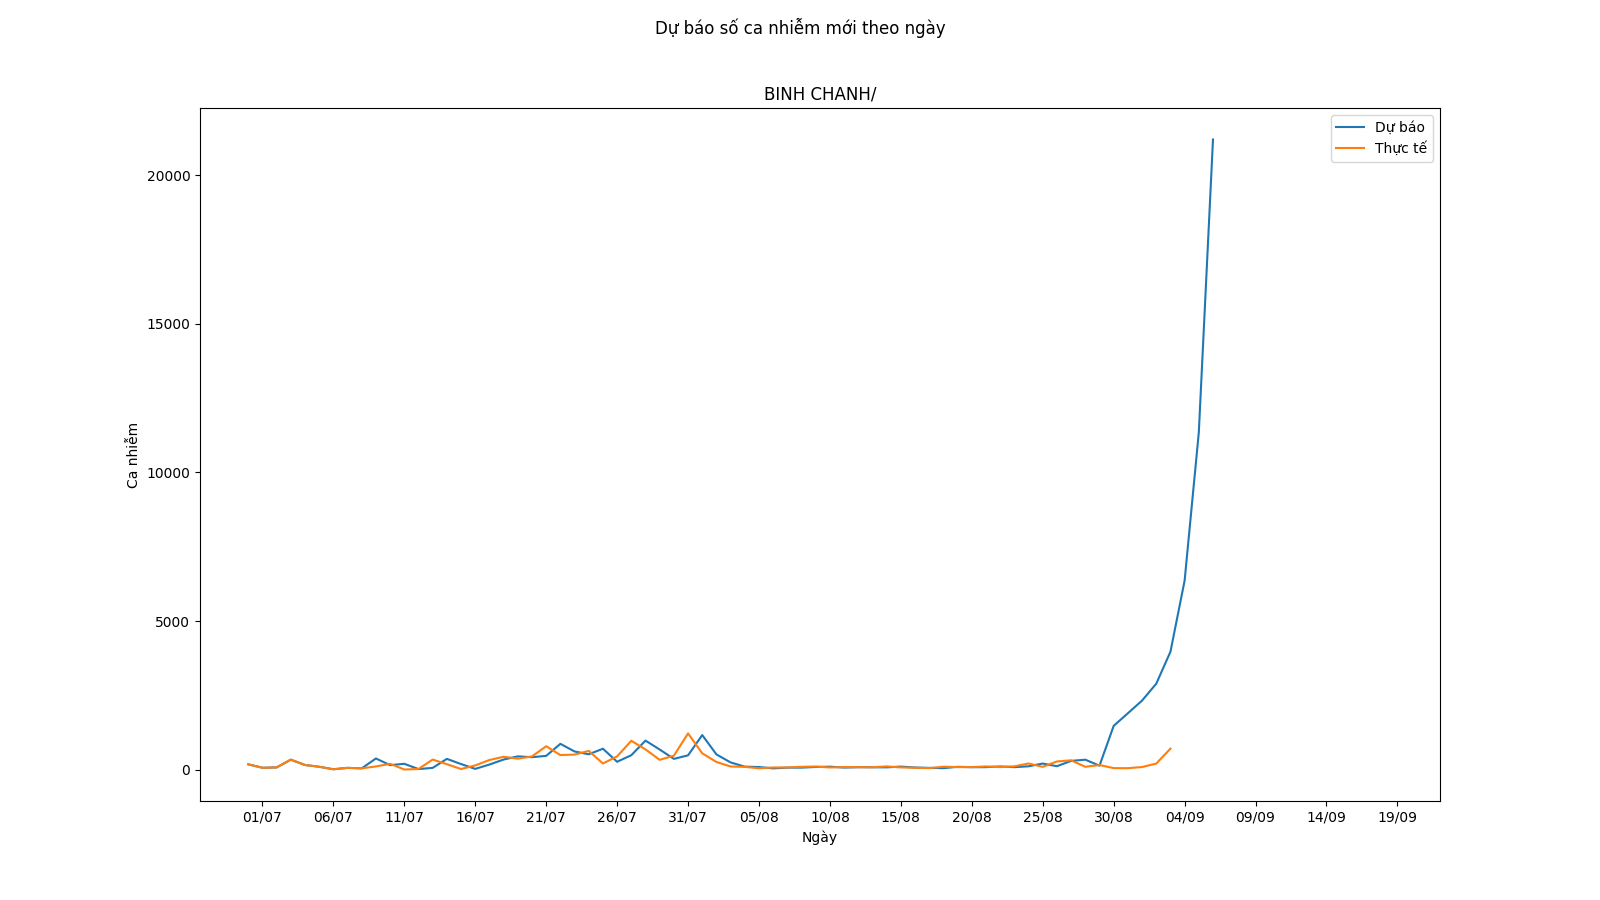 Dự báo số ca nhiễm mới theo ngày
BINH CHANH/
Dự báo
Thực tế
20000
15000
10000
5000
0
Ca nhiễm
01/07 06/07 11/07 16/07 21/07 26/07 31/07 05/08 10/08 15/08 20/08 25/08 30/08 04/09 09/09 14/09 19/09
Ngày